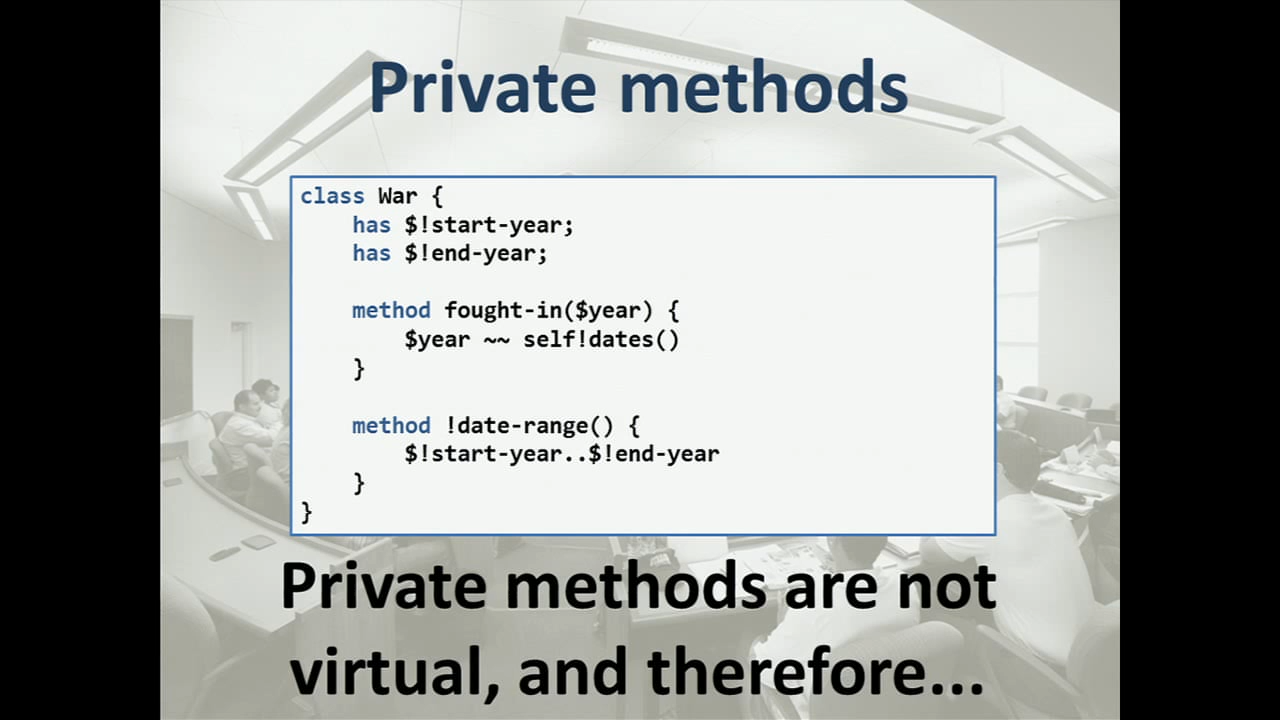 Private methods
class War {
    has $!start-year;
    has $!end-year;

    method fought-in($year) {
        $year ~~ self!dates()
    }

    method !date-range() {
        $!start-year..$!end-year
    }
}
Private methods are not
virtual, and therefore...